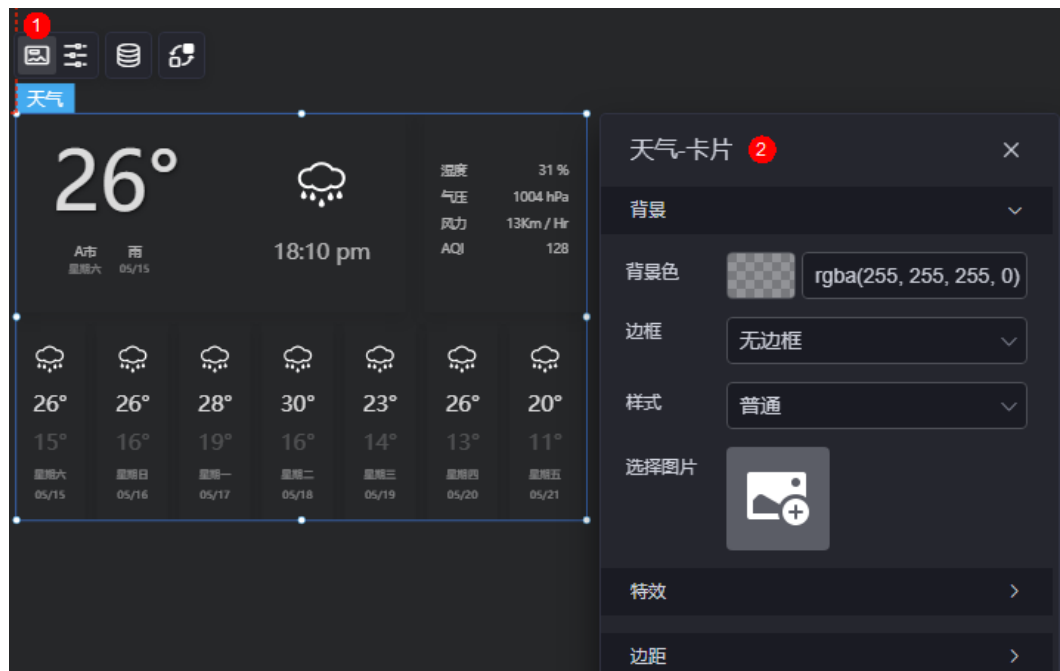 1
天气
26°
A市 雨
星期六 05/15
18:10 pm
湿度 31 %
气压 1004 hPa
风力 13Km / Hr
AQI 128
26° 26° 28° 30° 23° 26° 20°
15° 16° 19° 16° 14° 13° 11°
星期六 星期日 星期一 星期二 星期三 星期四 星期五
05/15 05/16 05/17 05/18 05/19 05/20 05/21
天气-卡片 2
背景
背景色 rgba(255, 255, 255, 0)
边框 无边框
样式 普通
选择图片
特效
边距